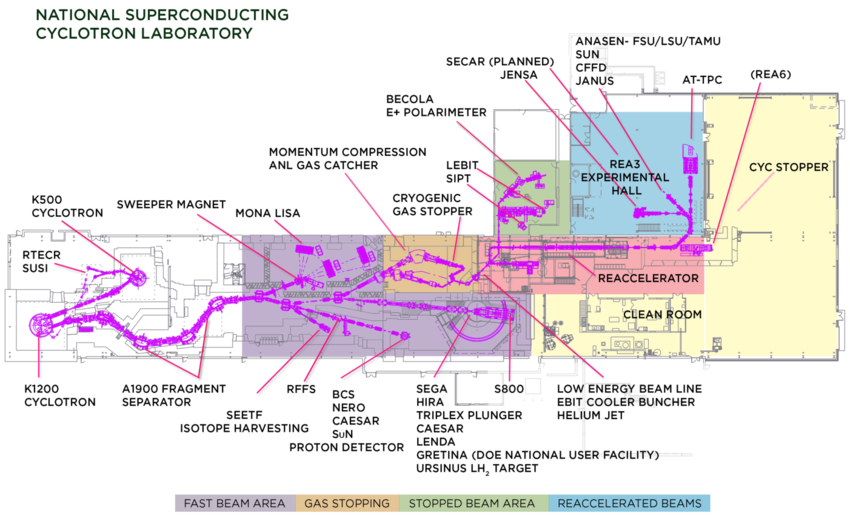 NATIONAL SUPERCONDUCTING
CYCLOTRON LABORATORY
ANASEN- FSU/LSU/TAMU
SUN
CFFD
JANUS
SECAR (PLANNED)
JENSA
AT-TPC
(REA6)
BECOLA
E+ POLARIMETER
MOMENTUM COMPRESSION
ANL GAS CATCHER
LEBIT
SIPT
REA3
EXPERIMENTAL
HALL
CYC STOPPER
K500
CYCLOTRON
SWEEPER MAGNET
MONA LISA
CRYOGENIC
GAS STOPPER
RTECR
SUSI
REACCELERATOR
CLEAN ROOM
K1200
CYCLOTRON
A1900 FRAGMENT
SEPARATOR
SEETF
ISOTOPE HARVESTING
RFFS
BCS
NERO
CAESAR
SuN
PROTON DETECTOR
SEGA
HIRA
TRIPLEX PLUNGER
CAESAR
LENDA
GRETINA (DOE NATIONAL USER FACILITY)
URSINUS LH₂ TARGET
S800
LOW ENERGY BEAM LINE
EBIT COOLER BUNCHER
HELIUM JET
FAST BEAM AREA
GAS STOPPING
STOPPED BEAM AREA
REACCELERATED BEAMS